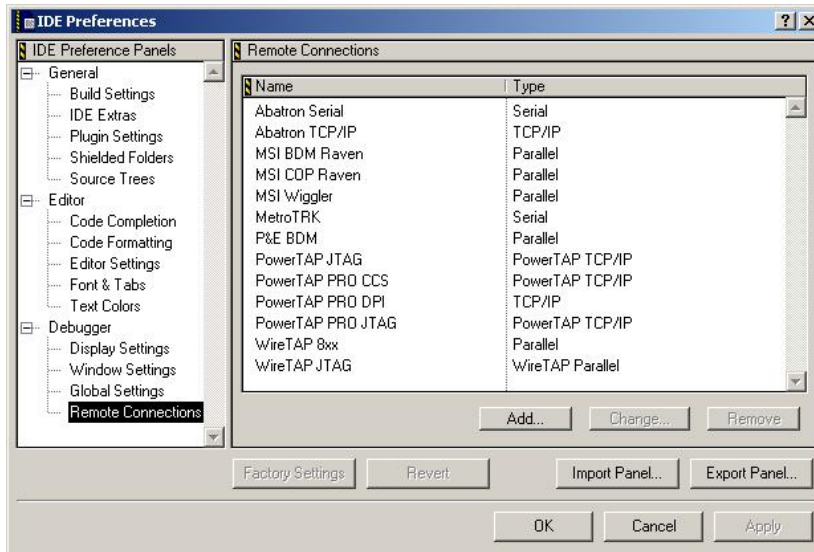 IDE Preferences
IDE Preference Panels
General
Build Settings
IDE Extras
Plugin Settings
Shielded Folders
Source Trees
Editor
Code Completion
Code Formatting
Editor Settings
Font & Tabs
Text Colors
Debugger
Display Settings
Window Settings
Global Settings
Remote Connections
Remote Connections
Name Type
Abatron Serial Serial
Abatron TCP/IP TCP/IP
MSI BDM Raven Parallel
MSI COP Raven Parallel
MSI Wiggler Parallel
MetroTRK Serial
P&E BDM Parallel
PowerTAP JTAG PowerTAP TCP/IP
PowerTAP PRO CCS PowerTAP TCP/IP
PowerTAP PRO DPI TCP/IP
PowerTAP PRO JTAG PowerTAP TCP/IP
WireTAP 8xx Parallel
WireTAP JTAG WireTAP Parallel
Add... Change... Remove
Factory Settings Revert Import Panel... Export Panel...
OK Cancel Apply